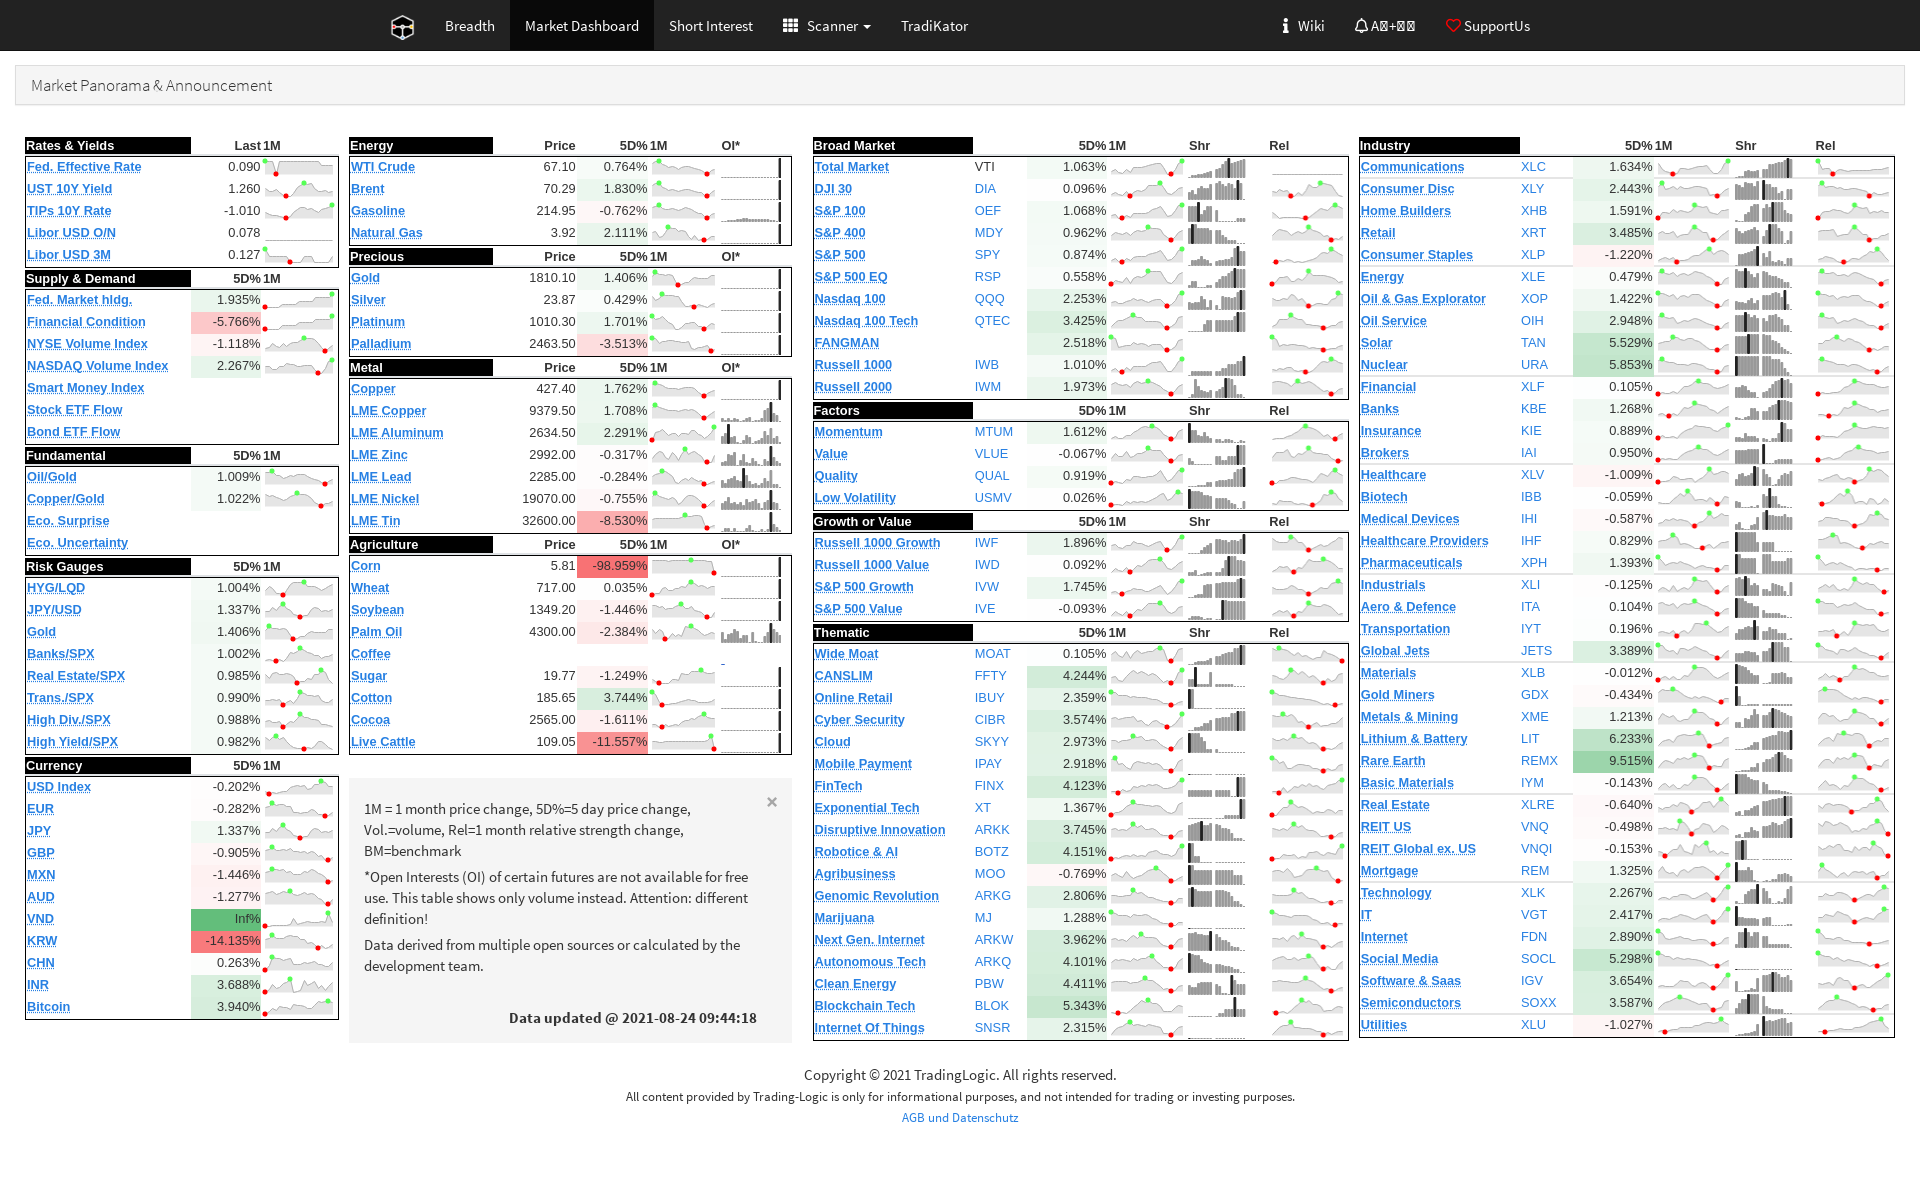 Breadth Market Dashboard Short Interest Scanner TradiKator Wiki SupportUs
Market Panorama & Announcement
Rates & Yields Last 1M
Fed. Effective Rate 0.090
UST 10Y Yield 1.260
TIPs 10Y Rate -1.010
Libor USD O/N 0.078
Libor USD 3M 0.127
Supply & Demand 5D% 1M
Fed. Market hldg. 1.935%
Financial Condition -5.766%
NYSE Volume Index -1.118%
NASDAQ Volume Index 2.267%
Smart Money Index
Stock ETF Flow
Bond ETF Flow
Fundamental 5D% 1M
Oil/Gold 1.009%
Copper/Gold 1.022%
Eco. Surprise
Eco. Uncertainty
Risk Gauges 5D% 1M
HYG/LQD 1.004%
JPY/USD 1.337%
Gold 1.406%
Banks/SPX 1.002%
Real Estate/SPX 0.985%
Trans./SPX 0.990%
High Div./SPX 0.988%
High Yield/SPX 0.982%
Currency 5D% 1M
USD Index -0.202%
EUR -0.282%
JPY 1.337%
GBP -0.905%
MXN -1.446%
AUD -1.277%
VND Inf%
KRW -14.135%
CHN 0.263%
INR 3.688%
Bitcoin 3.940%
Energy Price 5D% 1M OI*
WTI Crude 67.10 0.764%
Brent 70.29 1.830%
Gasoline 214.95 -0.762%
Natural Gas 3.92 2.111%
Precious Price 5D% 1M OI*
Gold 1810.10 1.406%
Silver 23.87 0.429%
Platinum 1010.30 1.701%
Palladium 2463.50 -3.513%
Metal Price 5D% 1M OI*
Copper 427.40 1.762%
LME Copper 9379.50 1.708%
LME Aluminum 2634.50 2.291%
LME Zinc 2992.00 -0.317%
LME Lead 2285.00 -0.284%
LME Nickel 19070.00 -0.755%
LME Tin 32600.00 -8.530%
Agriculture Price 5D% 1M OI*
Corn 5.81 -98.959%
Wheat 717.00 0.035%
Soybean 1349.20 -1.446%
Palm Oil 4300.00 -2.384%
Coffee -
Sugar 19.77 -1.249%
Cotton 185.65 3.744%
Cocoa 2565.00 -1.611%
Live Cattle 109.05 -11.557%
×
1M = 1 month price change, 5D%=5 day price change,
Vol.=volume, Rel=1 month relative strength change,
BM=benchmark
*Open Interests (OI) of certain futures are not available for free
use. This table shows only volume instead. Attention: different
definition!
Data derived from multiple open sources or calculated by the
development team.
Data updated @ 2021-08-24 09:44:18
Broad Market 5D% 1M Shr Rel
Total Market VTI 1.063%
DJI 30 DIA 0.096%
S&P 100 OEF 1.068%
S&P 400 MDY 0.962%
S&P 500 SPY 0.874%
S&P 500 EQ RSP 0.558%
Nasdaq 100 QQQ 2.253%
Nasdaq 100 Tech QTEC 3.425%
FANGMAN 2.518%
Russell 1000 IWB 1.010%
Russell 2000 IWM 1.973%
Factors 5D% 1M Shr Rel
Momentum MTUM 1.612%
Value VLUE -0.067%
Quality QUAL 0.919%
Low Volatility USMV 0.026%
Growth or Value 5D% 1M Shr Rel
Russell 1000 Growth IWF 1.896%
Russell 1000 Value IWD 0.092%
S&P 500 Growth IVW 1.745%
S&P 500 Value IVE -0.093%
Thematic 5D% 1M Shr Rel
Wide Moat MOAT 0.105%
CANSLIM FFTY 4.244%
Online Retail IBUY 2.359%
Cyber Security CIBR 3.574%
Cloud SKYY 2.973%
Mobile Payment IPAY 2.918%
FinTech FINX 4.123%
Exponential Tech XT 1.367%
Disruptive Innovation ARKK 3.745%
Robotice & AI BOTZ 4.151%
Agribusiness MOO -0.769%
Genomic Revolution ARKG 2.806%
Marijuana MJ 1.288%
Next Gen. Internet ARKW 3.962%
Autonomous Tech ARKQ 4.101%
Clean Energy PBW 4.411%
Blockchain Tech BLOK 5.343%
Internet Of Things SNSR 2.315%
Industry 5D% 1M Shr Rel
Communications XLC 1.634%
Consumer Disc XLY 2.443%
Home Builders XHB 1.591%
Retail XRT 3.485%
Consumer Staples XLP -1.220%
Energy XLE 0.479%
Oil & Gas Explorator XOP 1.422%
Oil Service OIH 2.948%
Solar TAN 5.529%
Nuclear URA 5.853%
Financial XLF 0.105%
Banks KBE 1.268%
Insurance KIE 0.889%
Brokers IAI 0.950%
Healthcare XLV -1.009%
Biotech IBB -0.059%
Medical Devices IHI -0.587%
Healthcare Providers IHF 0.829%
Pharmaceuticals XPH 1.393%
Industrials XLI -0.125%
Aero & Defence ITA 0.104%
Transportation IYT 0.196%
Global Jets JETS 3.389%
Materials XLB -0.012%
Gold Miners GDX -0.434%
Metals & Mining XME 1.213%
Lithium & Battery LIT 6.233%
Rare Earth REMX 9.515%
Basic Materials IYM -0.143%
Real Estate XLRE -0.640%
REIT US VNQ -0.498%
REIT Global ex. US VNQI -0.153%
Mortgage REM 1.325%
Technology XLK 2.267%
IT VGT 2.417%
Internet FDN 2.890%
Social Media SOCL 5.298%
Software & Saas IGV 3.654%
Semiconductors SOXX 3.587%
Utilities XLU -1.027%
Copyright © 2021 TradingLogic. All rights reserved.
All content provided by Trading-Logic is only for informational purposes, and not intended for trading or investing purposes.
AGB und Datenschutz